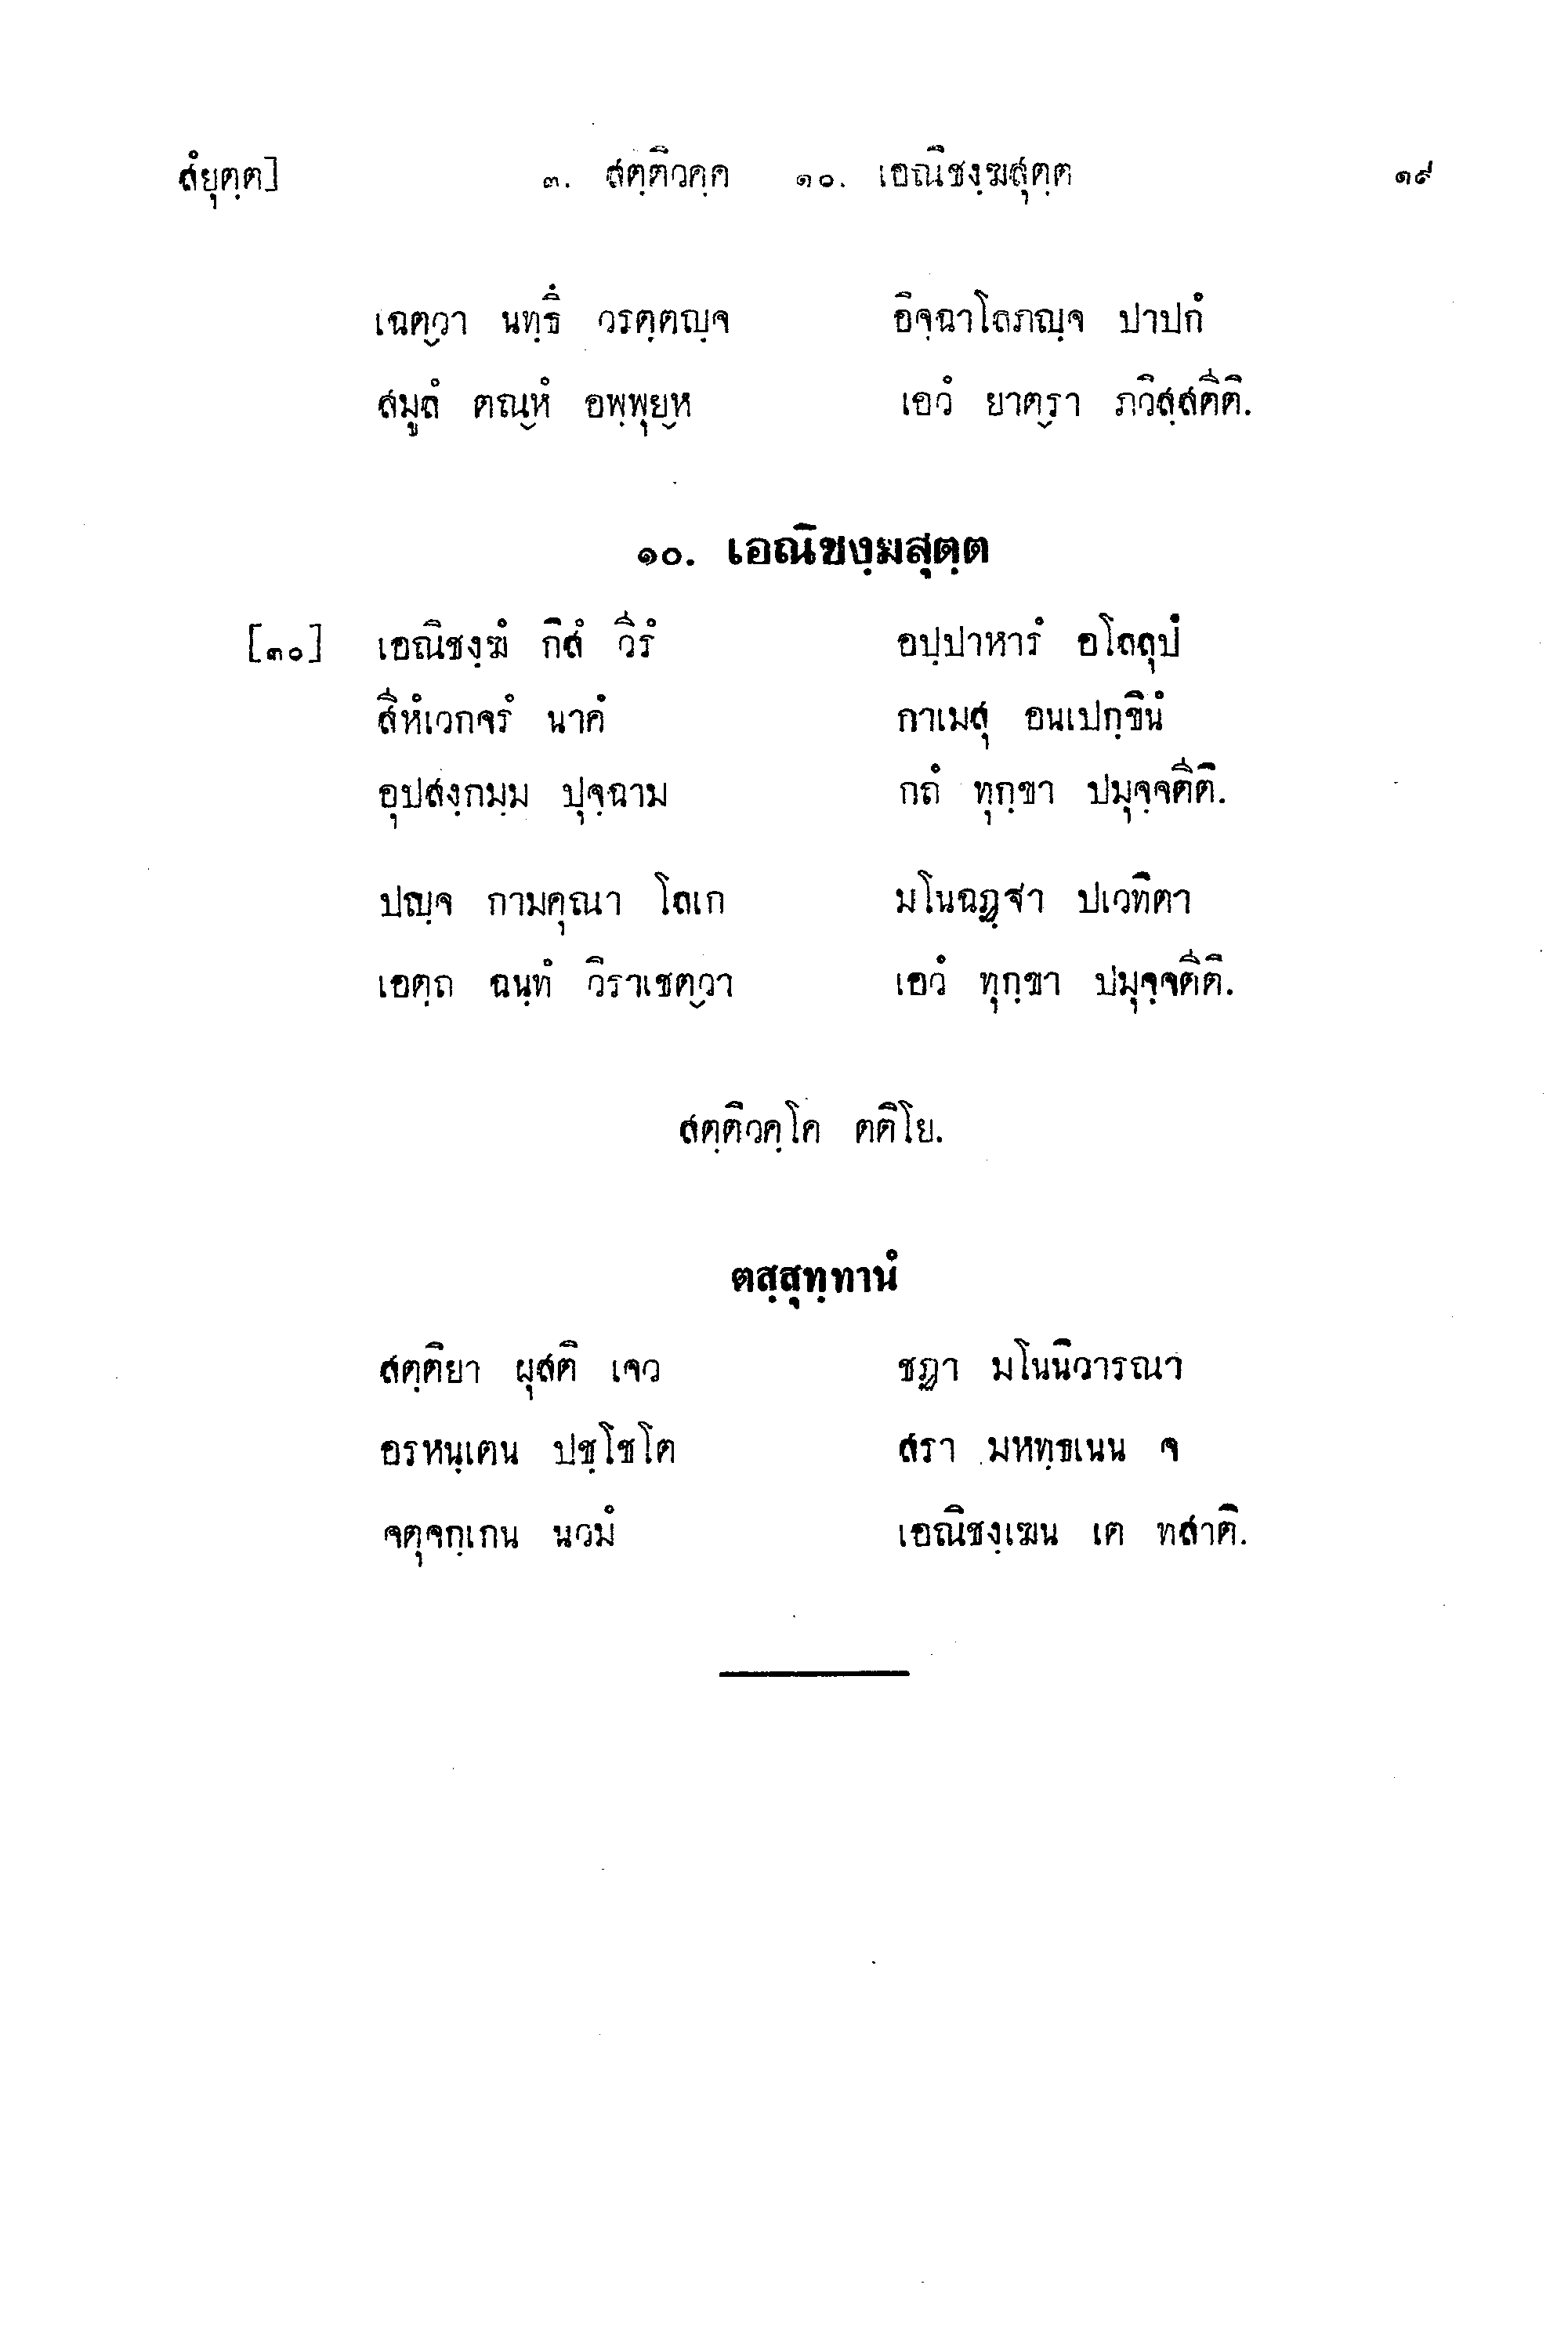 สํยุตฺต] ๓. สตฺติวคฺค ๑๐. เอณิชงฺฆสุตฺต ๑๙
เฉตฺวา นทฺธึ วรตฺตญฺจ อิจฺฉาโลภญฺจ ปาปกํ
สมูลํ ตณฺหํ อพฺพุยฺห เอวํ ยาตฺรา ภวิสฺสตีติ.
๑๐. เอณิชงฺฆสุตฺต
[๓๐] เอณิชงฺฆํ กิสํ วีรํ อปฺปาหารํ อโลลุปํ
สีหํเวกจรํ นาคํ กาเมสุ อนเปกฺขินํ
อุปสงฺกมฺม ปุจฺฉาม กถํ ทุกฺขา ปมุจฺจตีติ.
ปญฺจ กามคุณา โลเก มโนฉฏฺฐา ปเวทิตา
เอตฺถ ฉนฺทํ วิราเชตฺวา เอวํ ทุกฺขา ปมุจฺจตีติ.
สตฺติวคฺโค ตติโย.
ตสฺสุทฺทานํ
สตฺติยา ผุสติ เจว ชฏา มโนนิวารณา
อรหนฺเตน ปชฺโชโต สรา มหทฺธเนน จ
จตุจกฺเกน นวมํ เอณิชงฺเฆน เต ทสาติ.